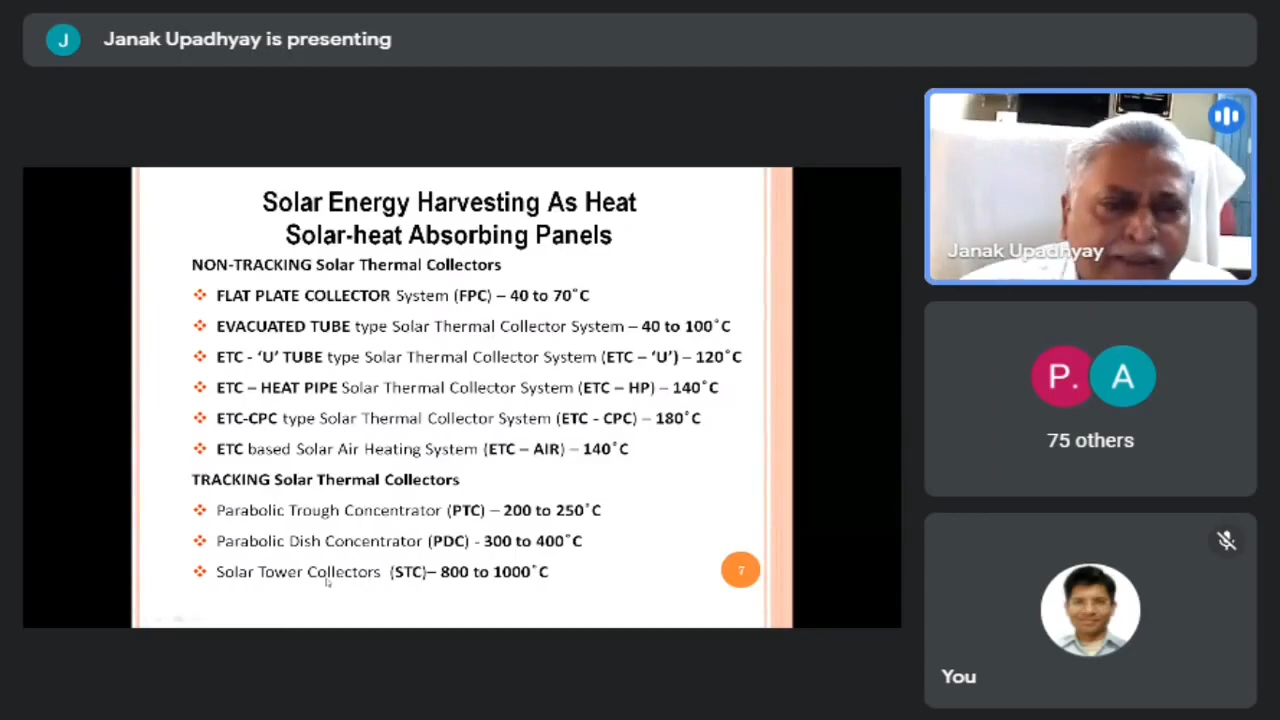 J
Janak Upadhyay is presenting
Solar Energy Harvesting As Heat
Solar-heat Absorbing Panels
NON-TRACKING Solar Thermal Collectors
❖ FLAT PLATE COLLECTOR System (FPC) – 40 to 70˚C
❖ EVACUATED TUBE type Solar Thermal Collector System – 40 to 100˚C
❖ ETC - ‘U’ TUBE type Solar Thermal Collector System (ETC – ‘U’) – 120˚C
❖ ETC – HEAT PIPE Solar Thermal Collector System (ETC – HP) – 140˚C
❖ ETC-CPC type Solar Thermal Collector System (ETC - CPC) – 180˚C
❖ ETC based Solar Air Heating System (ETC – AIR) – 140˚C
TRACKING Solar Thermal Collectors
❖ Parabolic Trough Concentrator (PTC) – 200 to 250˚C
❖ Parabolic Dish Concentrator (PDC) - 300 to 400˚C
❖ Solar Tower Collectors (STC)– 800 to 1000˚C
7
Janak Upadhyay
P. A
75 others
You